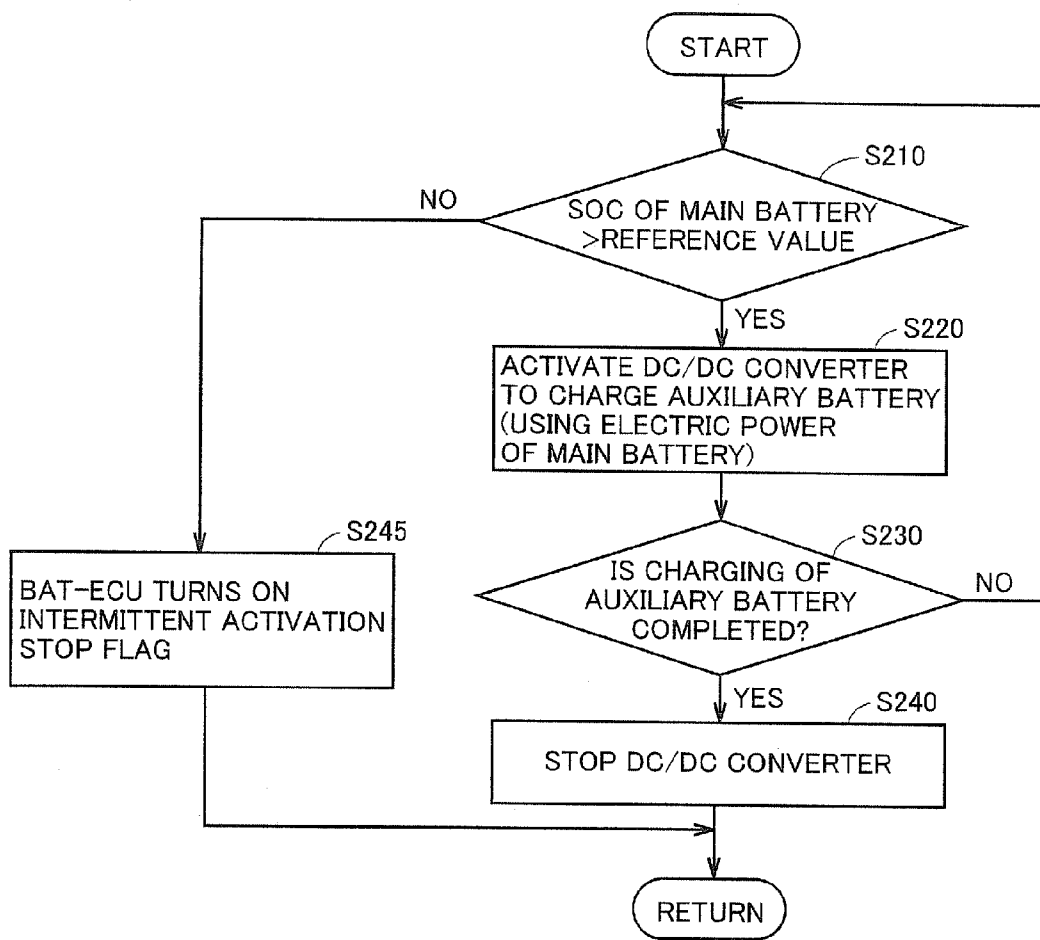 START
S210
NO
SOC OF MAIN BATTERY
>REFERENCE VALUE
YES
S220
ACTIVATE DC/DC CONVERTER
TO CHARGE AUXILIARY BATTERY
(USING ELECTRIC POWER
OF MAIN BATTERY)
S245
BAT-ECU TURNS ON
INTERMITTENT ACTIVATION
STOP FLAG
S230
IS CHARGING OF
AUXILIARY BATTERY
COMPLETED?
NO
YES
S240
STOP DC/DC CONVERTER
RETURN